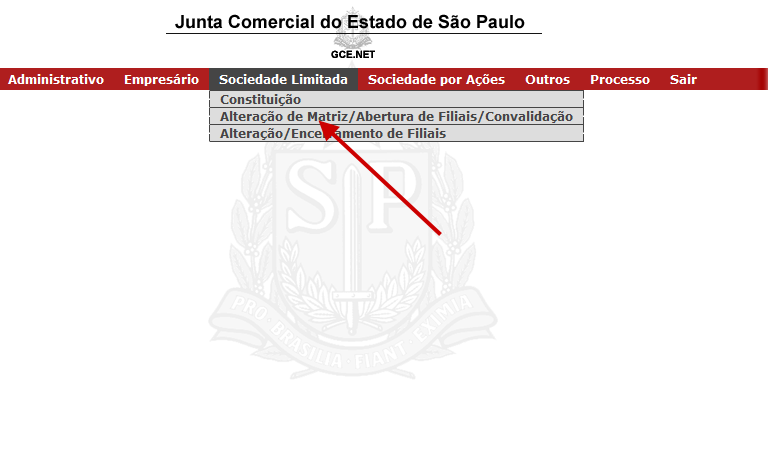 Junta Comercial do Estado de São Paulo
GCE.NET
Administrativo Empresário Sociedade Limitada Sociedade por Ações Outros Processo Sair
Constituição
Alteração de Matriz/Abertura de Filiais/Convalidação
Alteração/Encerramento de Filiais
SP
PRO BRASILIA FIANT EXIMIA